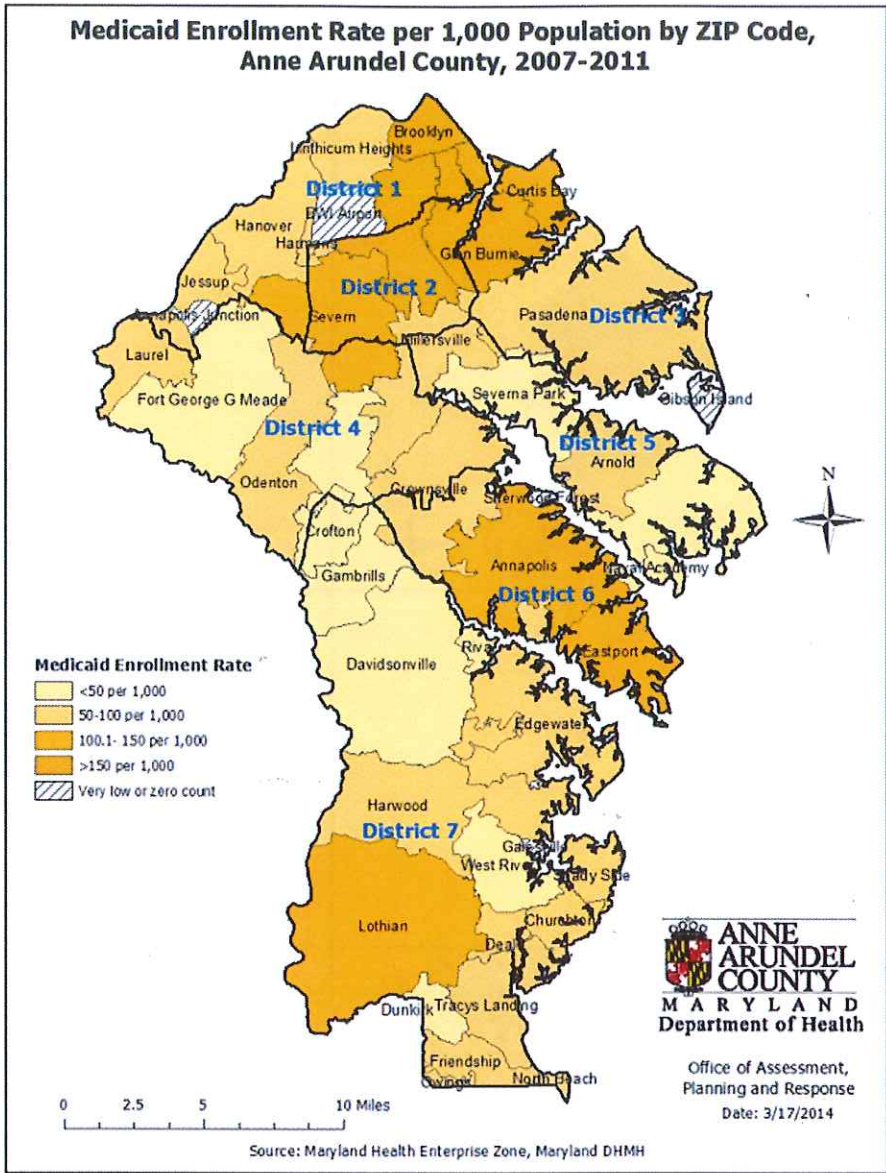 Medicaid Enrollment Rate per 1,000 Population by ZIP Code,
Anne Arundel County, 2007-2011
Brooklyn
Linthicum Heights
District 1
Curtis Bay
BWI Airport
Hanover
Harmans
Glen Burnie
Jessup
District 2
Annapolis Junction
Severn
Pasadena
District 3
Millersville
Laurel
Severna Park
Gibson Island
Fort George G Meade
District 4
District 5
Arnold
Odenton
Crownsville
Sherwood Forest
N
Crofton
Annapolis
Naval Academy
Gambrills
District 6
Eastport
Riva
Davidsonville
Medicaid Enrollment Rate
<50 per 1,000
50-100 per 1,000
100.1- 150 per 1,000
>150 per 1,000
Very low or zero count
Edgewater
Harwood
District 7
Galesville
West River
Shady Side
Churchton
Lothian
Deale
Dunkirk
Tracys Landing
Friendship
Owings
North Beach
ANNE
ARUNDEL
COUNTY
MARYLAND
Department of Health
Office of Assessment,
Planning and Response
Date: 3/17/2014
0 2.5 5 10 Miles
Source: Maryland Health Enterprise Zone, Maryland DHMH